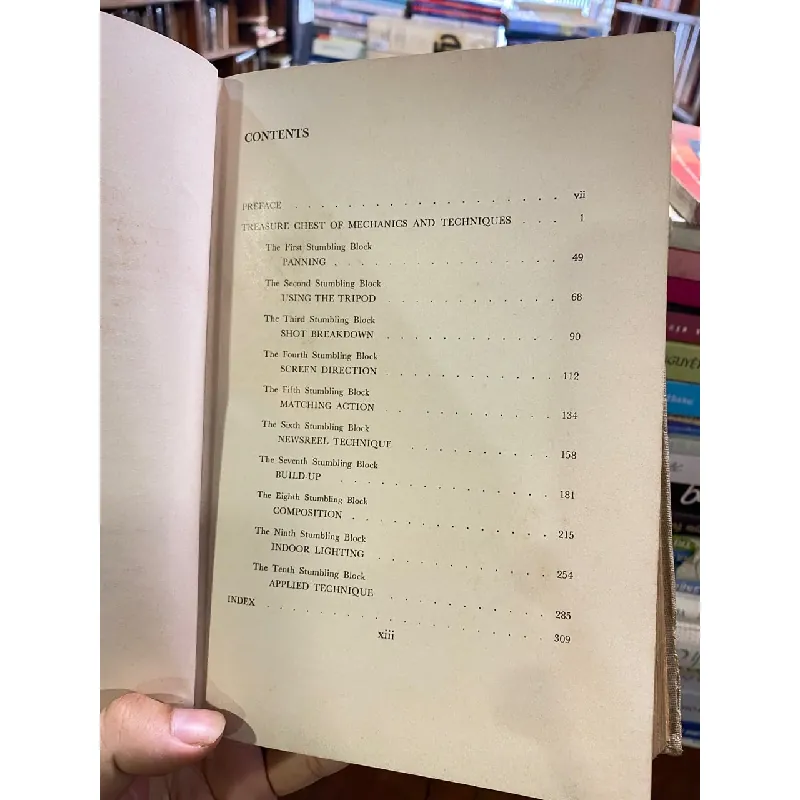 CONTENTS
PREFACE . . . . . . . . . . . . . . . . . . . vii
TREASURE CHEST OF MECHANICS AND TECHNIQUES . . . 1
The First Stumbling Block
PANNING . . . . . . . . . . . . . . . 49
The Second Stumbling Block
USING THE TRIPOD . . . . . . . . . . . . 68
The Third Stumbling Block
SHOT BREAKDOWN . . . . . . . . . . . . 90
The Fourth Stumbling Block
SCREEN DIRECTION . . . . . . . . . . . . 112
The Fifth Stumbling Block
MATCHING ACTION . . . . . . . . . . . . 134
The Sixth Stumbling Block
NEWSREEL TECHNIQUE . . . . . . . . . . . 158
The Seventh Stumbling Block
BUILD-UP . . . . . . . . . . . . . . . 181
The Eighth Stumbling Block
COMPOSITION . . . . . . . . . . . . . . 215
The Ninth Stumbling Block
INDOOR LIGHTING . . . . . . . . . . . . 254
The Tenth Stumbling Block
APPLIED TECHNIQUE . . . . . . . . . . . . 285
INDEX . . . . . . . . . . . . . . . . . . . 309
xiii
NGUYÊN